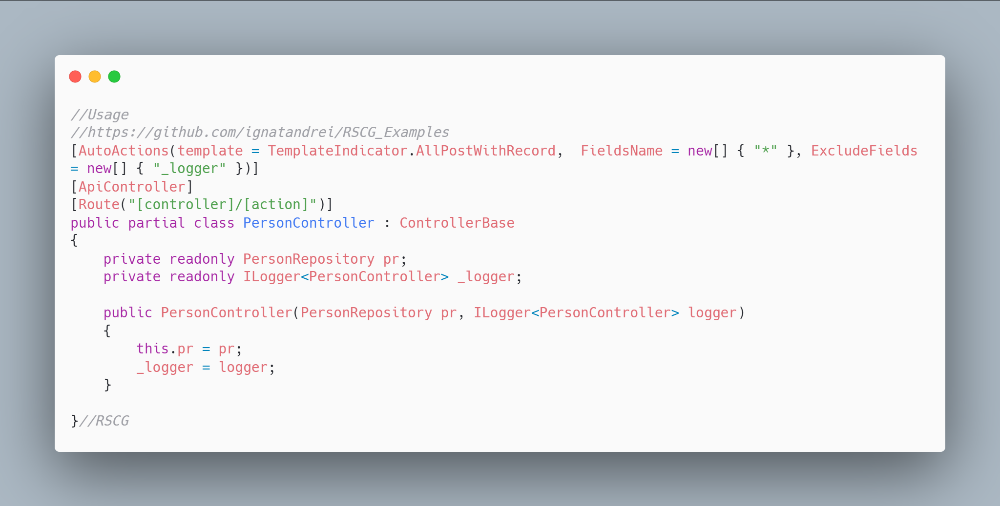 //Usage
//https://github.com/ignatandrei/RSCG_Examples
[AutoActions(template = TemplateIndicator.AllPostWithRecord,  FieldsName = new[] { "*" }, ExcludeFields
= new[] { "_logger" })]
[ApiController]
[Route("[controller]/[action]")]
public partial class PersonController : ControllerBase
{
    private readonly PersonRepository pr;
    private readonly ILogger<PersonController> _logger;

    public PersonController(PersonRepository pr, ILogger<PersonController> logger)
    {
        this.pr = pr;
        _logger = logger;
    }

}//RSCG